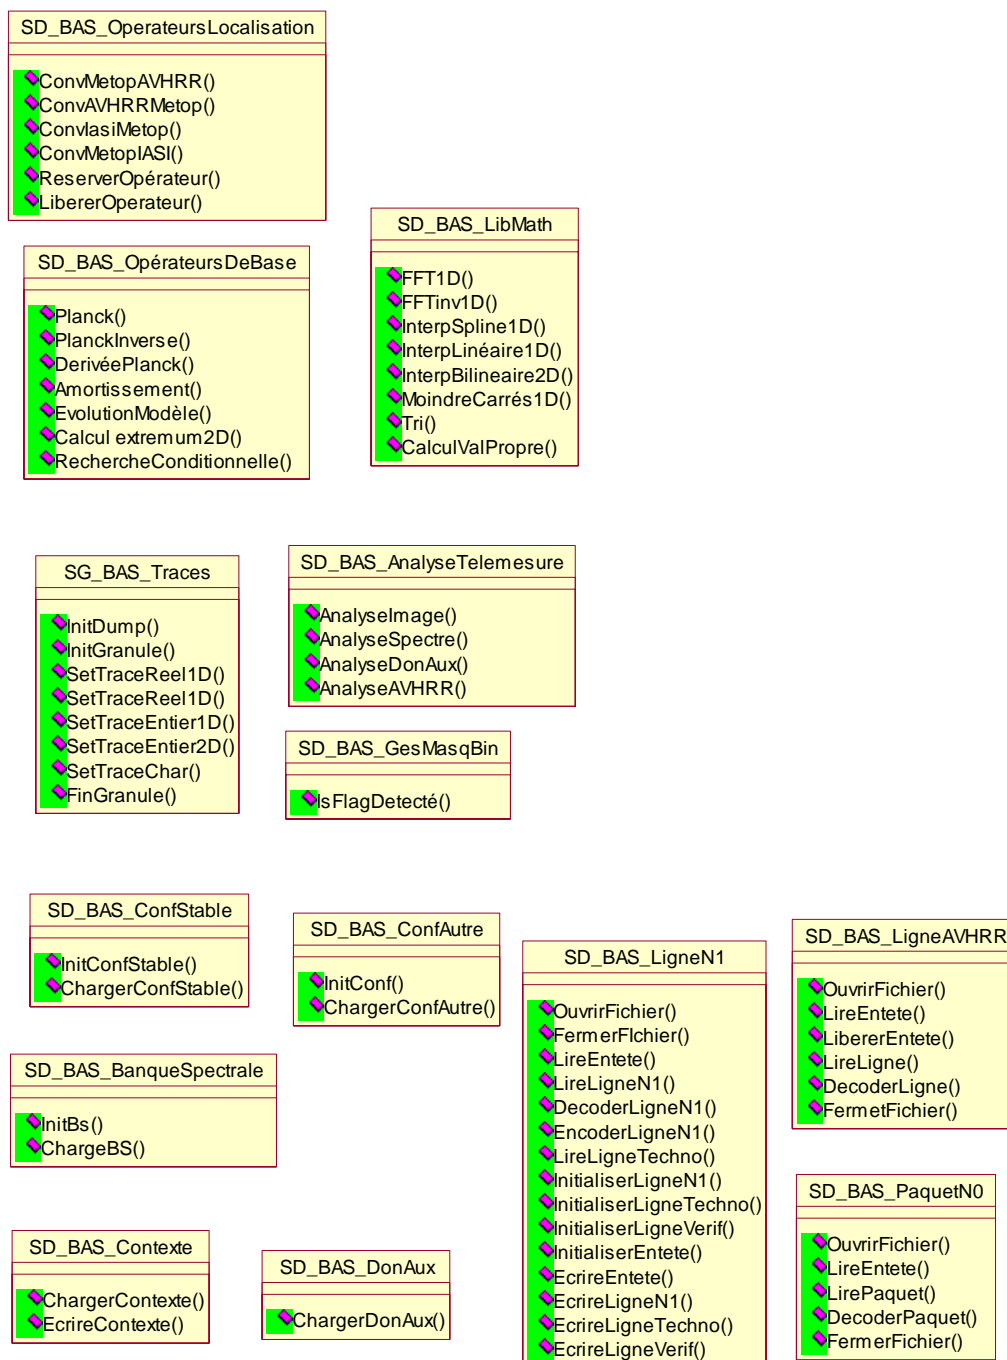 SD_BAS_OperateursLocalisation
ConvMetopAVHRR()
ConvAVHRRMetop()
ConvIasiMetop()
ConvMetopIASI()
ReserverOpérateur()
LibererOperateur()
SD_BAS_OpérateursDeBase
Planck()
PlanckInverse()
DerivéePlanck()
Amortissement()
EvolutionModèle()
Calcul extremum2D()
RechercheConditionnelle()
SD_BAS_LibMath
FFT1D()
FFTinv1D()
InterpSpline1D()
InterpLinéaire1D()
InterpBilineaire2D()
MoindreCarrés1D()
Tri()
CalculValPropre()
SG_BAS_Traces
InitDump()
InitGranule()
SetTraceReel1D()
SetTraceReel1D()
SetTraceEntier1D()
SetTraceEntier2D()
SetTraceChar()
FinGranule()
SD_BAS_AnalyseTelemesure
AnalyseImage()
AnalyseSpectre()
AnalyseDonAux()
AnalyseAVHRR()
SD_BAS_GesMasqBin
IsFlagDetecté()
SD_BAS_ConfStable
InitConfStable()
ChargerConfStable()
SD_BAS_ConfAutre
InitConf()
ChargerConfAutre()
SD_BAS_LigneN1
OuvrirFichier()
FermerFIchier()
LireEntete()
LireLigneN1()
DecoderLigneN1()
EncoderLigneN1()
LireLigneTechno()
InitialiserLigneN1()
InitialiserLigneTechno()
InitialiserLigneVerif()
InitialiserEntete()
EcrireEntete()
EcrireLigneN1()
EcrireLigneTechno()
EcrireLigneVerif()
SD_BAS_LigneAVHRR
OuvrirFichier()
LireEntete()
LibererEntete()
LireLigne()
DecoderLigne()
FermetFichier()
SD_BAS_BanqueSpectrale
InitBs()
ChargeBS()
SD_BAS_PaquetN0
OuvrirFichier()
LireEntete()
LirePaquet()
DecoderPaquet()
FermerFichier()
SD_BAS_Contexte
ChargerContexte()
EcrireContexte()
SD_BAS_DonAux
ChargerDonAux()